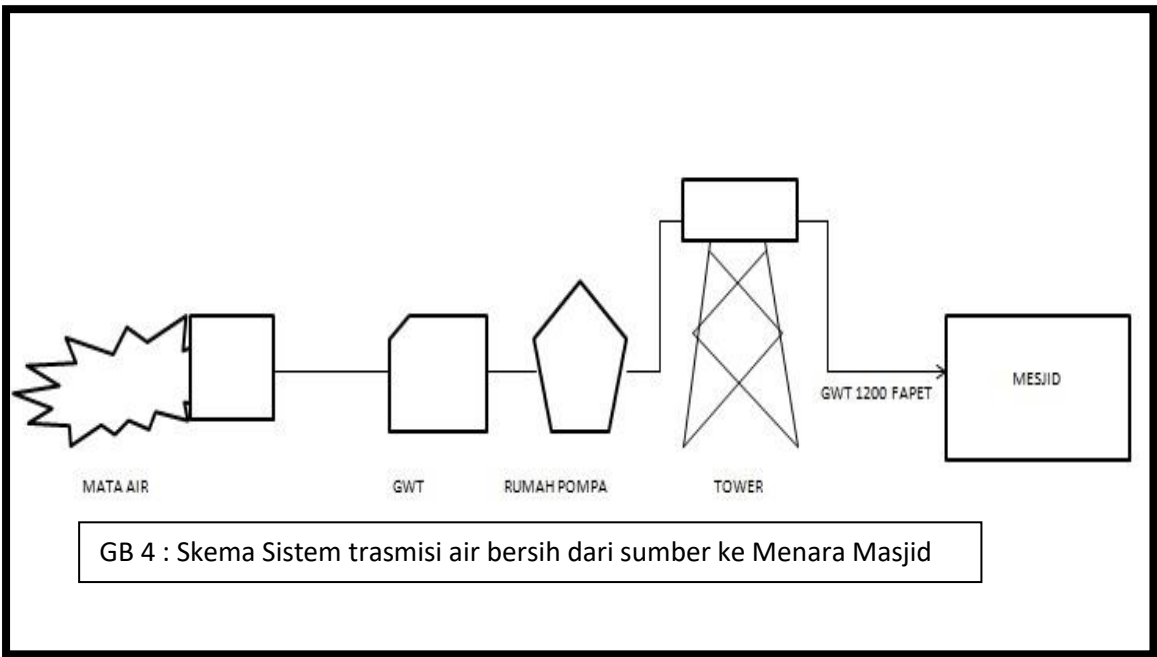 MESJID
GWT 1200 FAPET
MATA AIR
GWT
RUMAH POMPA
TOWER
GB 4 : Skema Sistem trasmisi air bersih dari sumber ke Menara Masjid